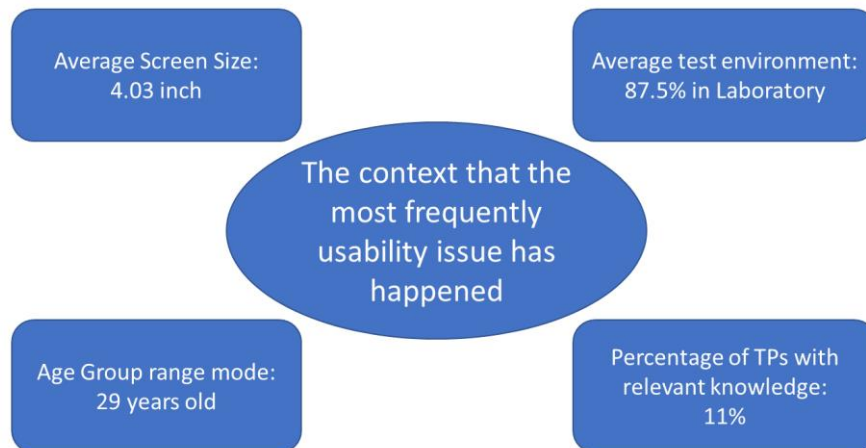 Average Screen Size:
4.03 inch
Average test environment:
87.5% in Laboratory
The context that the
most frequently
usability issue has
happened
Age Group range mode:
29 years old
Percentage of TPs with
relevant knowledge:
11%